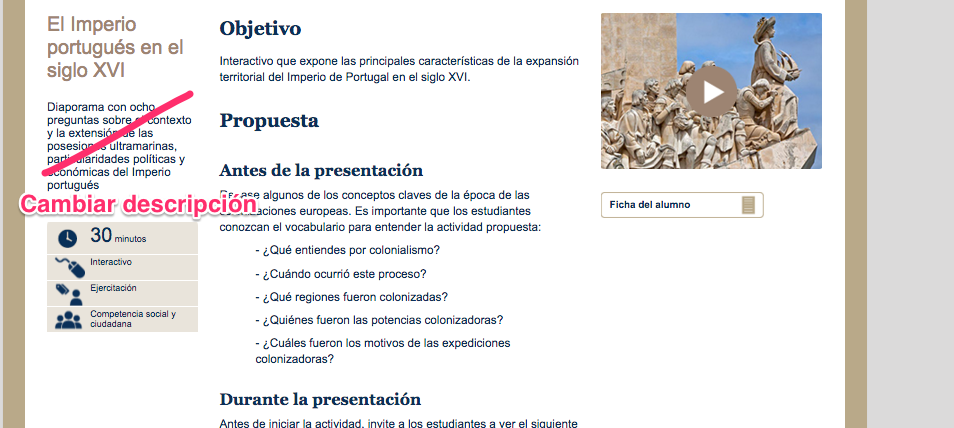 El Imperio
portugués en el
siglo XVI
Diaporama con ocho
preguntas sobre el contexto
y la extensión de las
posesiones ultramarinas,
particularidades políticas y
económicas del Imperio
portugués
Cambiar descripción
30 minutos
Interactivo
Ejercitación
Competencia social y
ciudadana
Objetivo
Interactivo que expone las principales características de la expansión
territorial del Imperio de Portugal en el siglo XVI.
Propuesta
Antes de la presentación
algunos de los conceptos claves de la época de las
europeas. Es importante que los estudiantes
conozcan el vocabulario para entender la actividad propuesta:
- ¿Qué entiendes por colonialismo?
- ¿Cuándo ocurrió este proceso?
- ¿Qué regiones fueron colonizadas?
- ¿Quiénes fueron las potencias colonizadoras?
- ¿Cuáles fueron los motivos de las expediciones
colonizadoras?
Durante la presentación
Antes de iniciar la actividad, invite a los estudiantes a ver el siguiente
Ficha del alumno